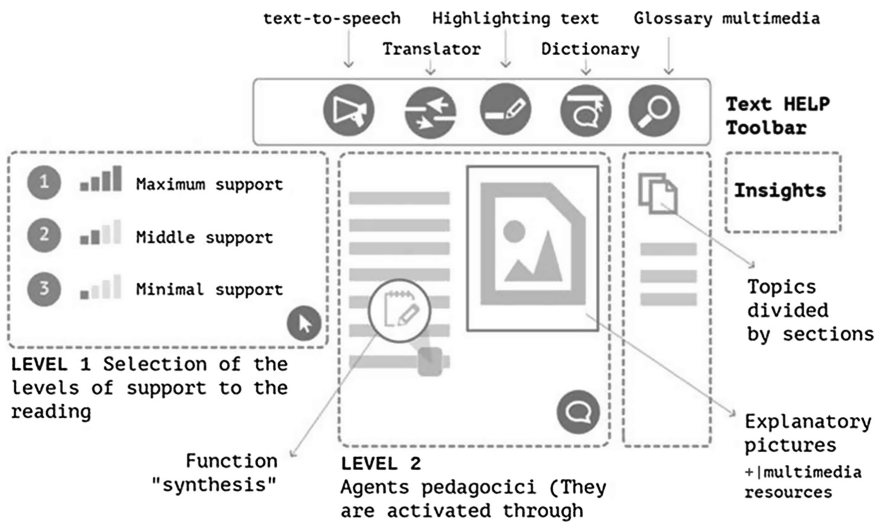 text-to-speech
Highlighting text
Glossary multimedia
Translator
Dictionary
Text HELP
Toolbar
1 Maximum support
2 Middle support
3 Minimal support
Insights
Topics
divided
by sections
LEVEL 1 Selection of the
levels of support to the
reading
Function
"synthesis"
LEVEL 2
Agents pedagocici (They
are activated through
Explanatory
pictures
+|multimedia
resources